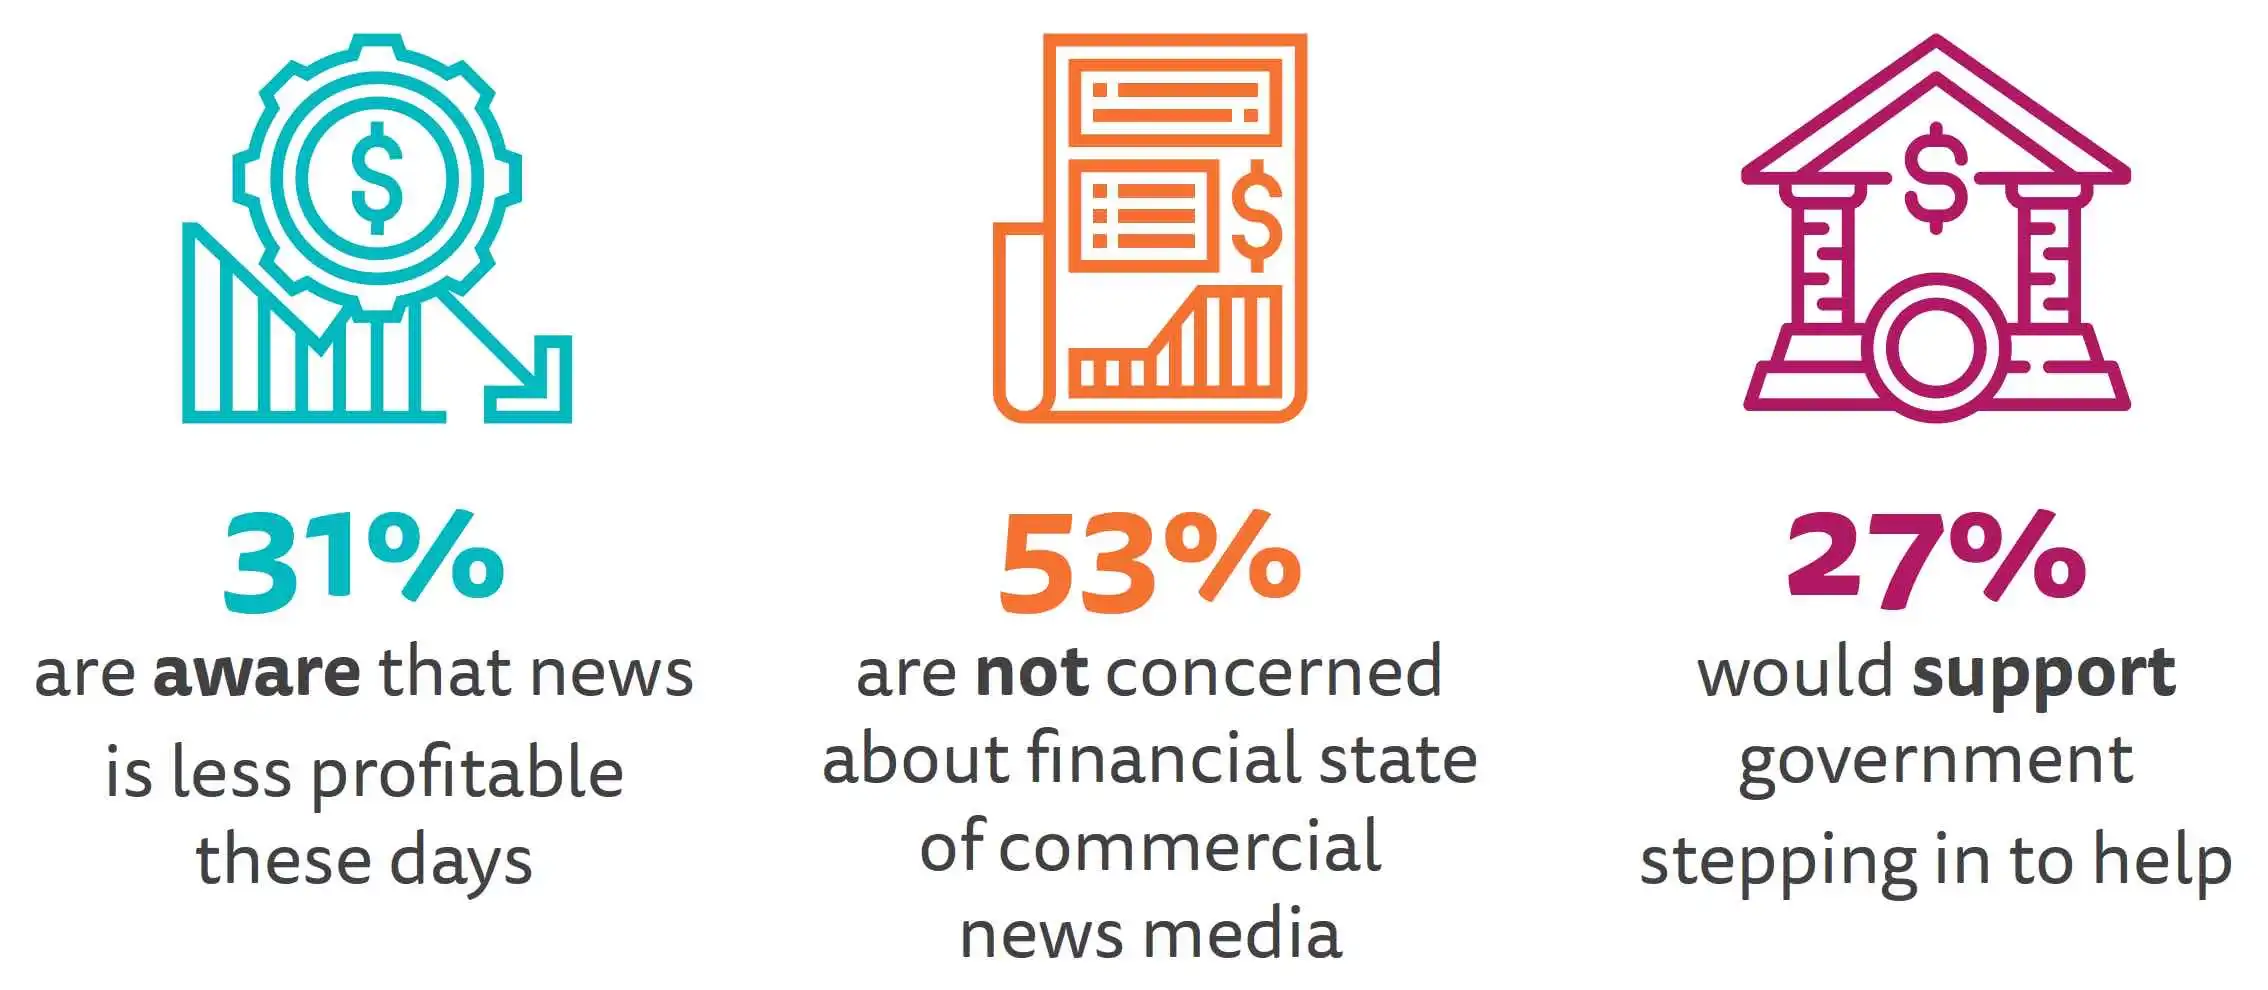 31%
are aware that news
is less profitable
these days
53%
are not concerned
about financial state
of commercial
news media
27%
would support
government
stepping in to help